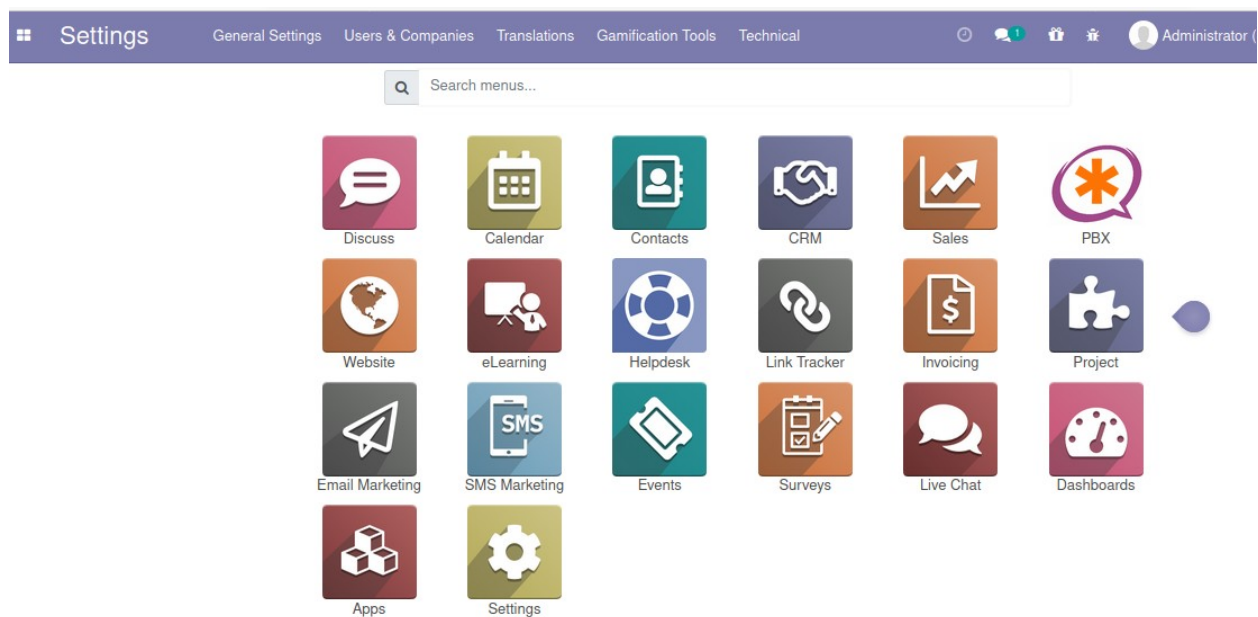 Settings General Settings Users & Companies Translations Gamification Tools Technical 1 Administrator (
Search menus...
Discuss Calendar Contacts CRM Sales PBX
$
Website eLearning Helpdesk Link Tracker Invoicing Project
SMS
Email Marketing SMS Marketing Events Surveys Live Chat Dashboards
Apps Settings